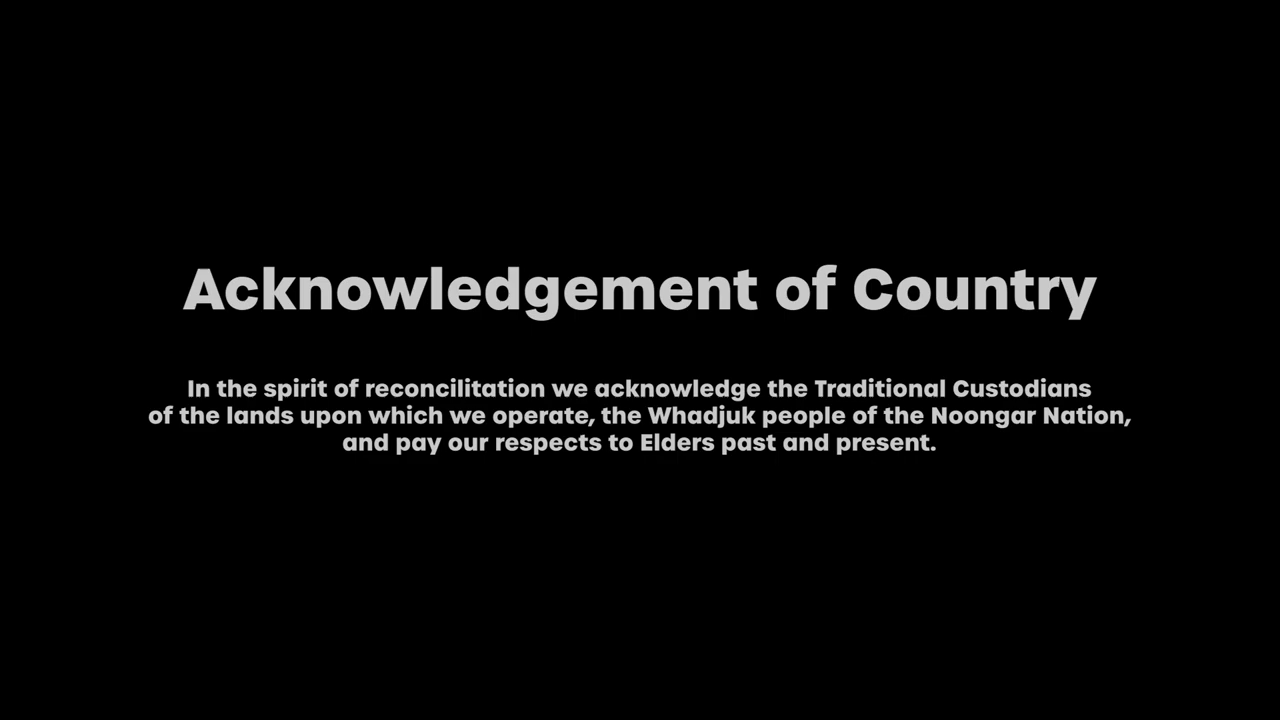 Acknowledgement of Country
In the spirit of reconcilitation we acknowledge the Traditional Custodians
of the lands upon which we operate, the Whadjuk people of the Noongar Nation,
and pay our respects to Elders past and present.